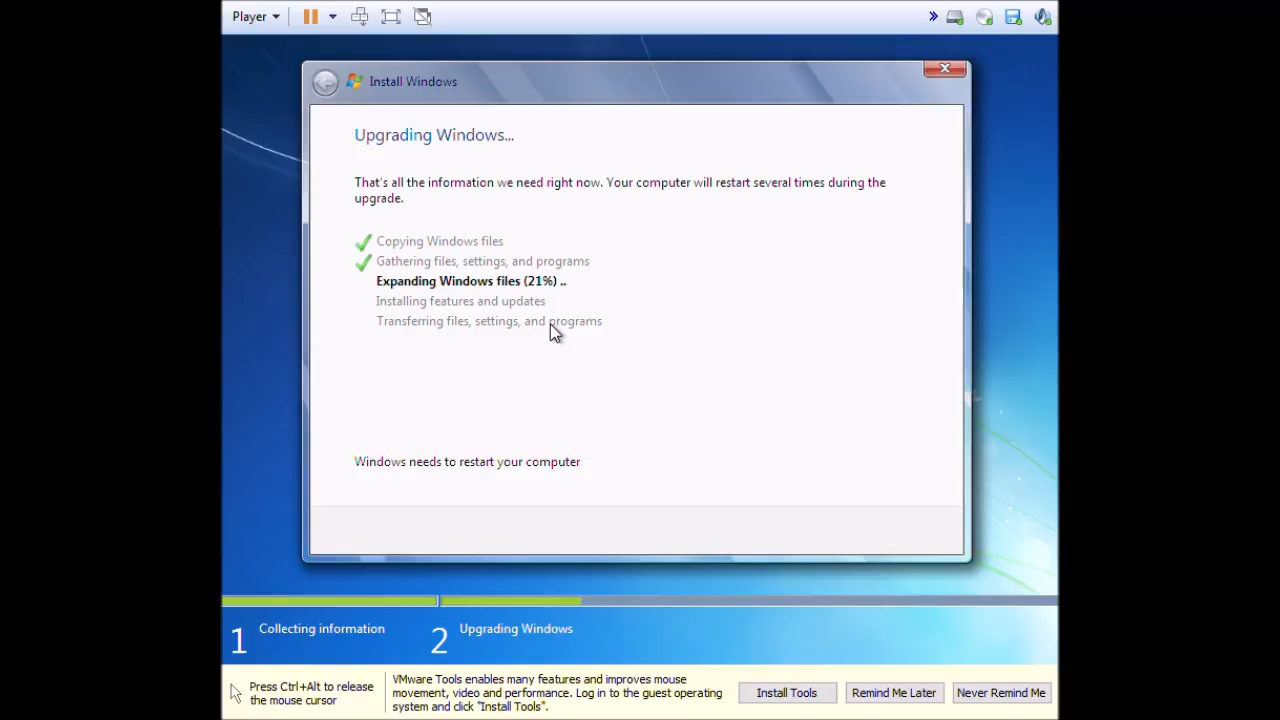 Player
Install Windows
Upgrading Windows...
That's all the information we need right now. Your computer will restart several times during the
upgrade.
Copying Windows files
Gathering files, settings, and programs
Expanding Windows files (21%) ..
Installing features and updates
Transferring files, settings, and programs
Windows needs to restart your computer
1 Collecting information
2 Upgrading Windows
Press Ctrl+Alt to release
the mouse cursor
VMware Tools enables many features and improves mouse
movement, video and performance. Log in to the guest operating
system and click "Install Tools".
Install Tools
Remind Me Later
Never Remind Me